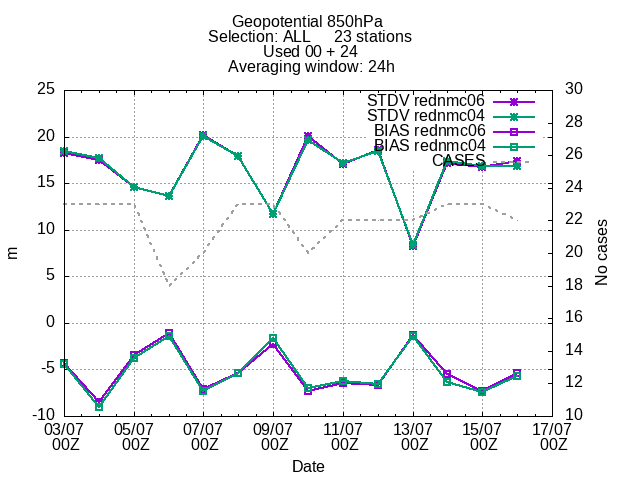 Geopotential 850hPa
Selection: ALL 23 stations
Used 00 + 24
Averaging window: 24h
25 30
STDV rednmc06
28
STDV rednmc04
BIAS rednmc06
20
BIAS rednmc04
26
CASES
15
24
22
10
m
No cases
20
5
18
0
16
14
-5
12
-10 10
03/07 05/07 07/07 09/07 11/07 13/07 15/07 17/07
00Z 00Z 00Z 00Z 00Z 00Z 00Z 00Z
Date